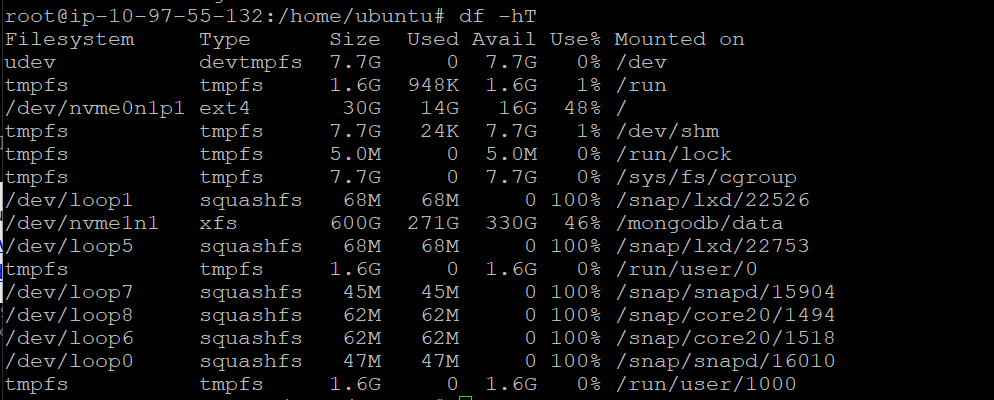 root@ip-10-97-55-132:/home/ubuntu# df -hT
Filesystem     Type      Size  Used Avail Use% Mounted on
udev           devtmpfs  7.7G     0  7.7G   0% /dev
tmpfs          tmpfs     1.6G  948K  1.6G   1% /run
/dev/nvme0n1p1 ext4       30G   14G   16G  48% /
tmpfs          tmpfs     7.7G   24K  7.7G   1% /dev/shm
tmpfs          tmpfs     5.0M     0  5.0M   0% /run/lock
tmpfs          tmpfs     7.7G     0  7.7G   0% /sys/fs/cgroup
/dev/loop1     squashfs   68M   68M     0 100% /snap/lxd/22526
/dev/nvme1n1   xfs       600G  271G  330G  46% /mongodb/data
/dev/loop5     squashfs   68M   68M     0 100% /snap/lxd/22753
tmpfs          tmpfs     1.6G     0  1.6G   0% /run/user/0
/dev/loop7     squashfs   45M   45M     0 100% /snap/snapd/15904
/dev/loop8     squashfs   62M   62M     0 100% /snap/core20/1494
/dev/loop6     squashfs   62M   62M     0 100% /snap/core20/1518
/dev/loop0     squashfs   47M   47M     0 100% /snap/snapd/16010
tmpfs          tmpfs     1.6G     0  1.6G   0% /run/user/1000